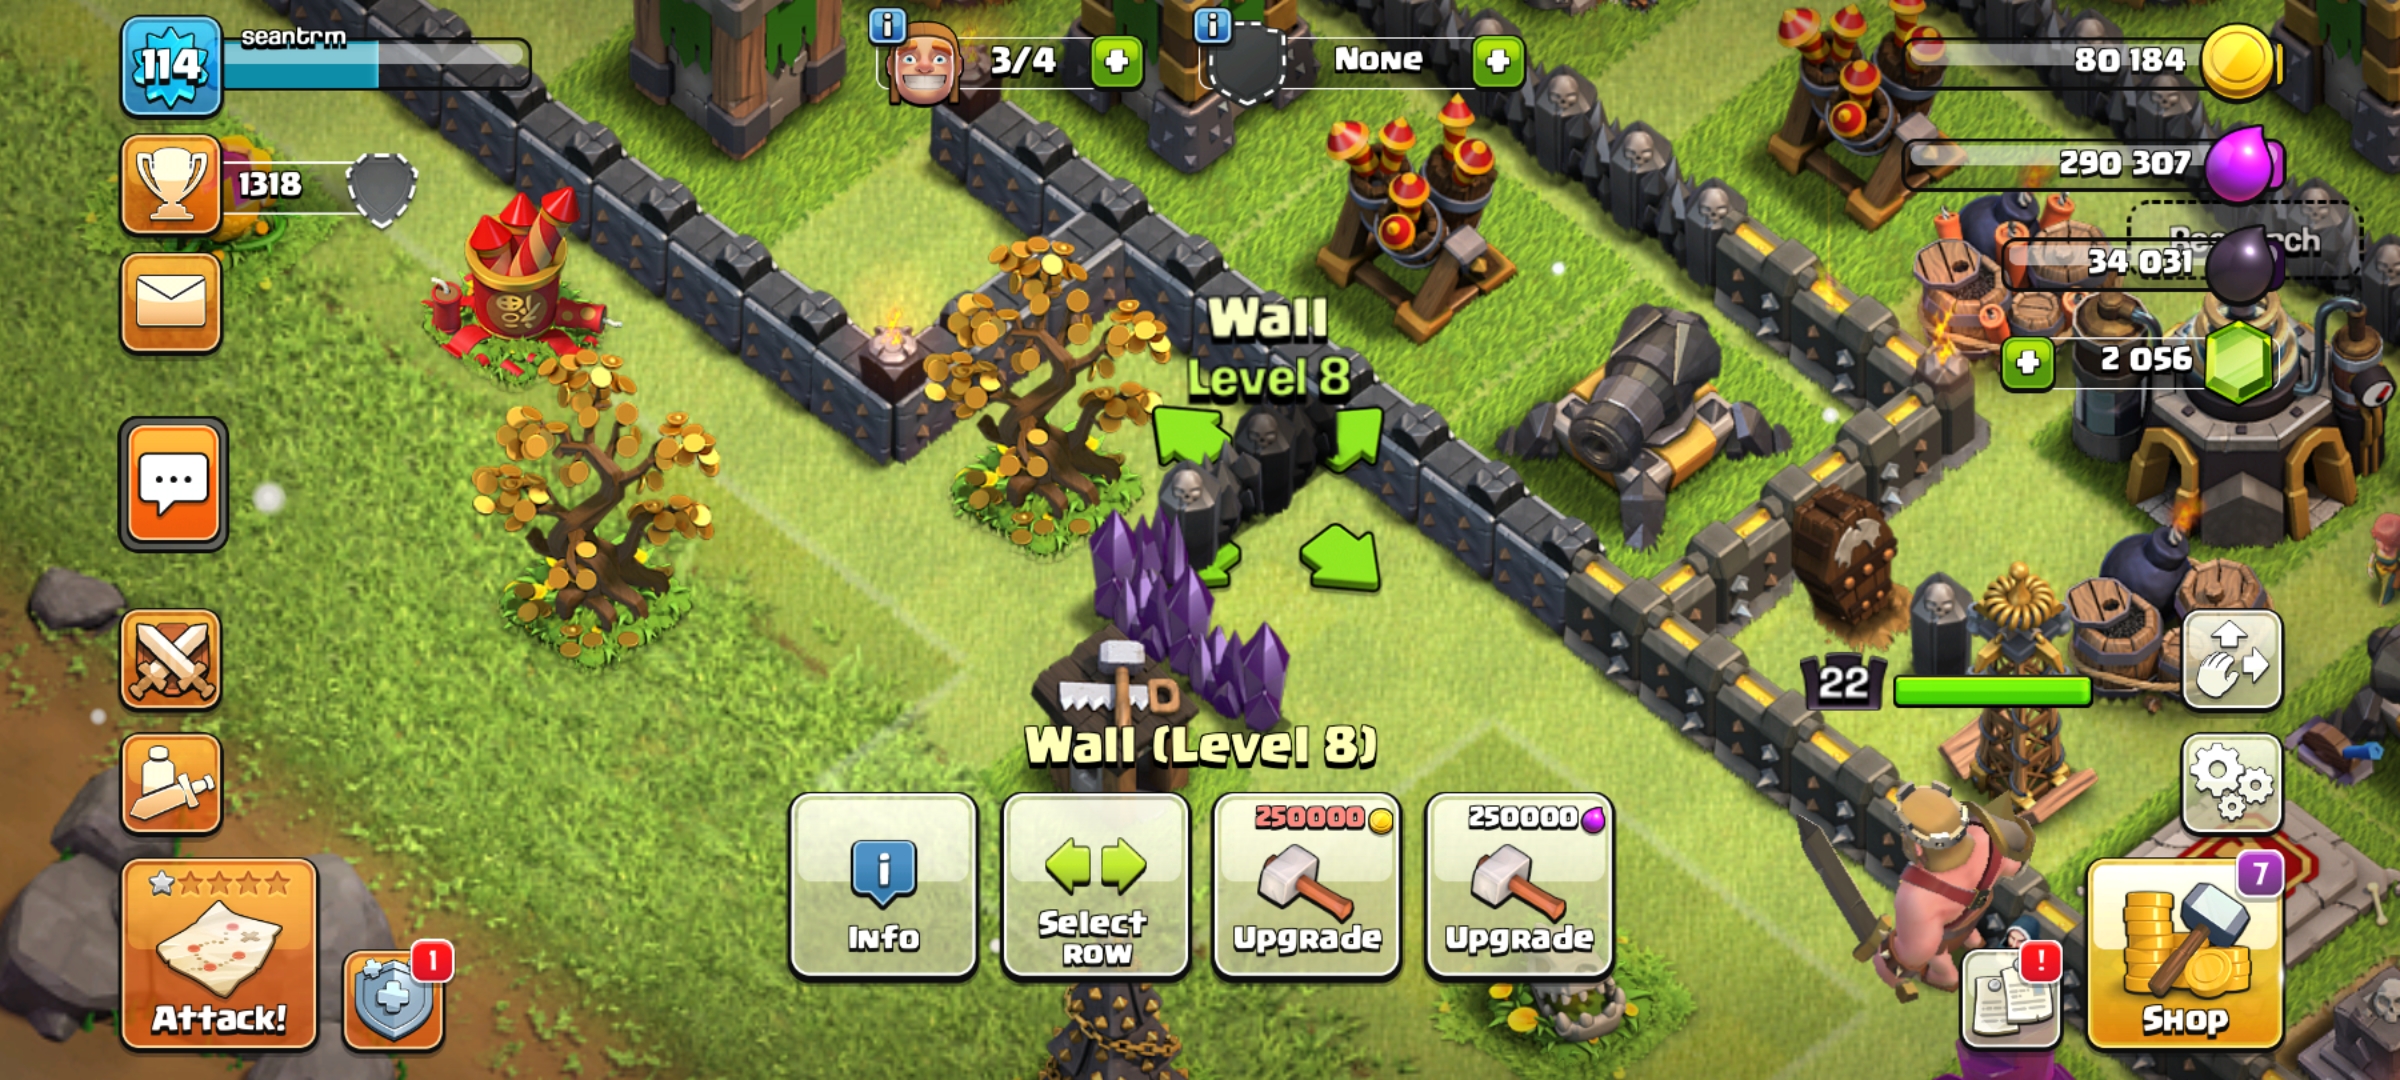 114
seantrm
3/4
None
80 184
1318
290 307
34 031
2 056
Wall
Level 8
福
22
Wall (Level 8)
Info
Select
Row
250000
Upgrade
250000
Upgrade
Attack!
1
!
7
Shop